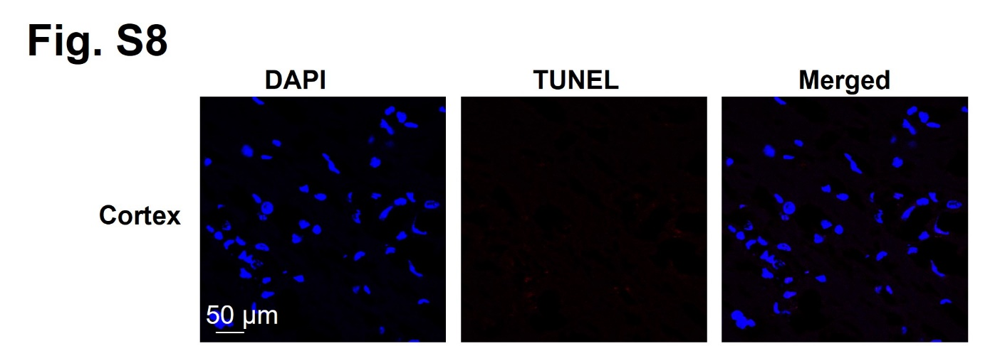 Fig. S8
DAPI TUNEL Merged
Cortex
50 µm